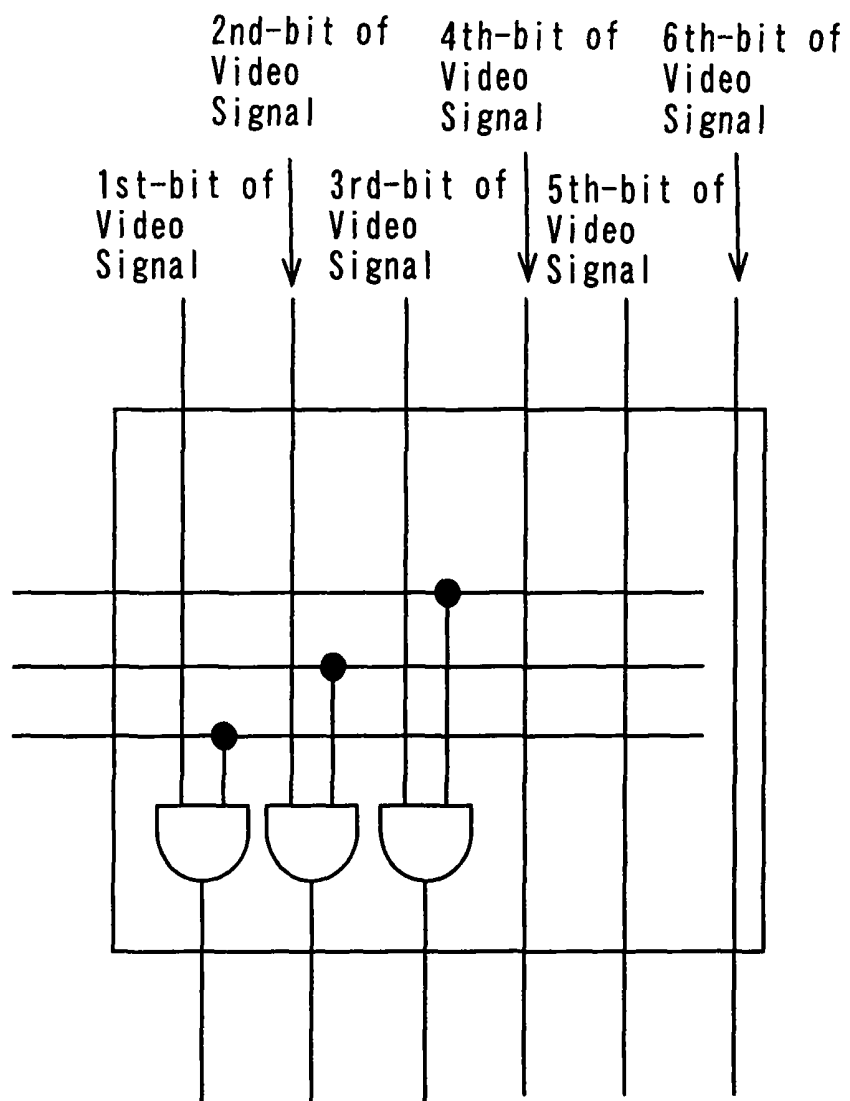 2nd-bit of
Video
Signal
4th-bit of
Video
Signal
6th-bit of
Video
Signal
1st-bit of
Video
Signal
3rd-bit of
Video
Signal
5th-bit of
Video
Signal